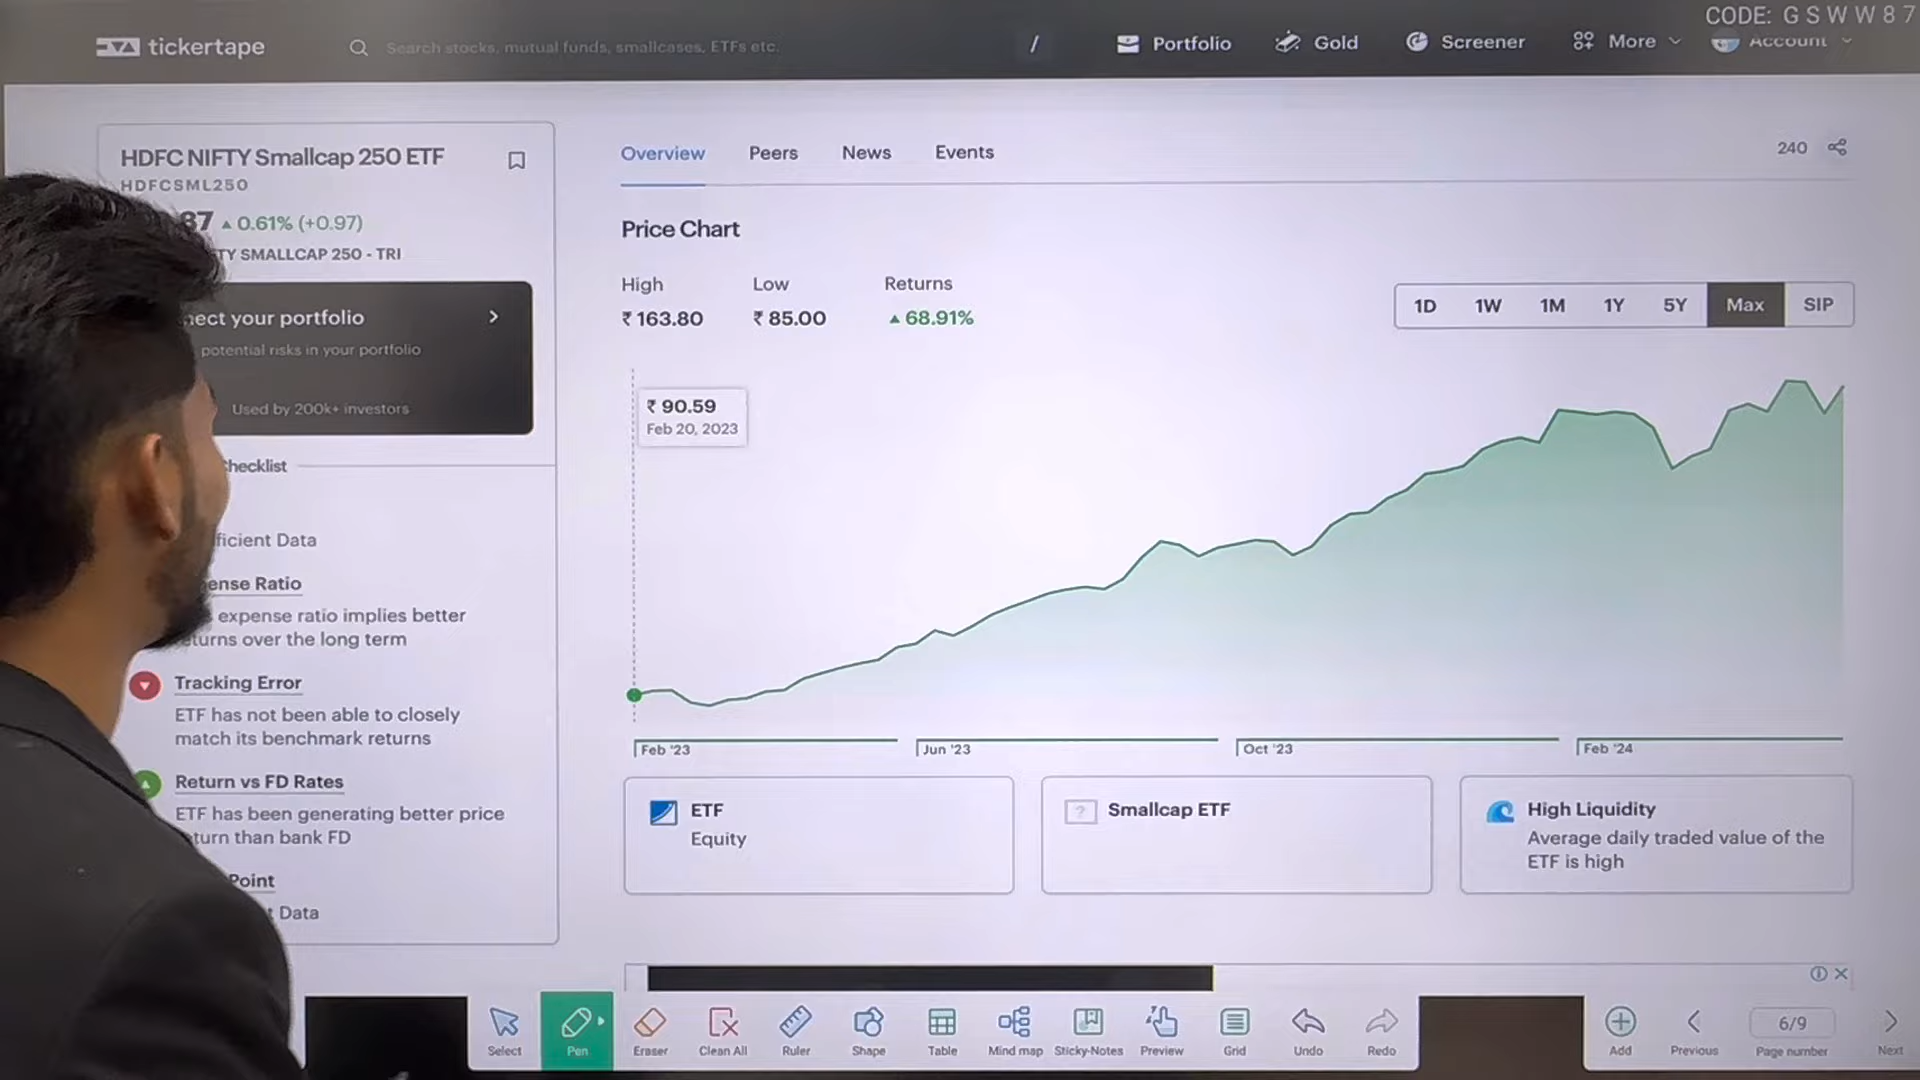 CODE: G S W W 8 7
tickertape
Search stocks, mutual funds, smallcases, ETFs etc.
/
Portfolio
Gold
Screener
More
Account
HDFC NIFTY Smallcap 250 ETF
HDFCSML250
0.61% (+0.97)
SMALLCAP 250 - TRI
your portfolio
potential risks in your portfolio
Used by 200k+ investors
Checklist
Data
Ratio
expense ratio implies better
over the long term
Tracking Error
ETF has not been able to closely
match its benchmark returns
Return vs FD Rates
ETF has been generating better price
than bank FD
Point
Data
Overview
Peers
News
Events
240
Price Chart
High
Low
Returns
₹ 163.80
₹ 85.00
68.91%
1D
1W
1M
1Y
5Y
Max
SIP
₹ 90.59
Feb 20, 2023
Feb '23
Jun '23
Oct '23
Feb '24
ETF
Equity
?
Smallcap ETF
High Liquidity
Average daily traded value of the
ETF is high
Select
Pen
Eraser
Clean All
Ruler
Shape
Table
Mind map
Sticky-Notes
Preview
Grid
Undo
Redo
Add
Previous
6/9
Page number
Next